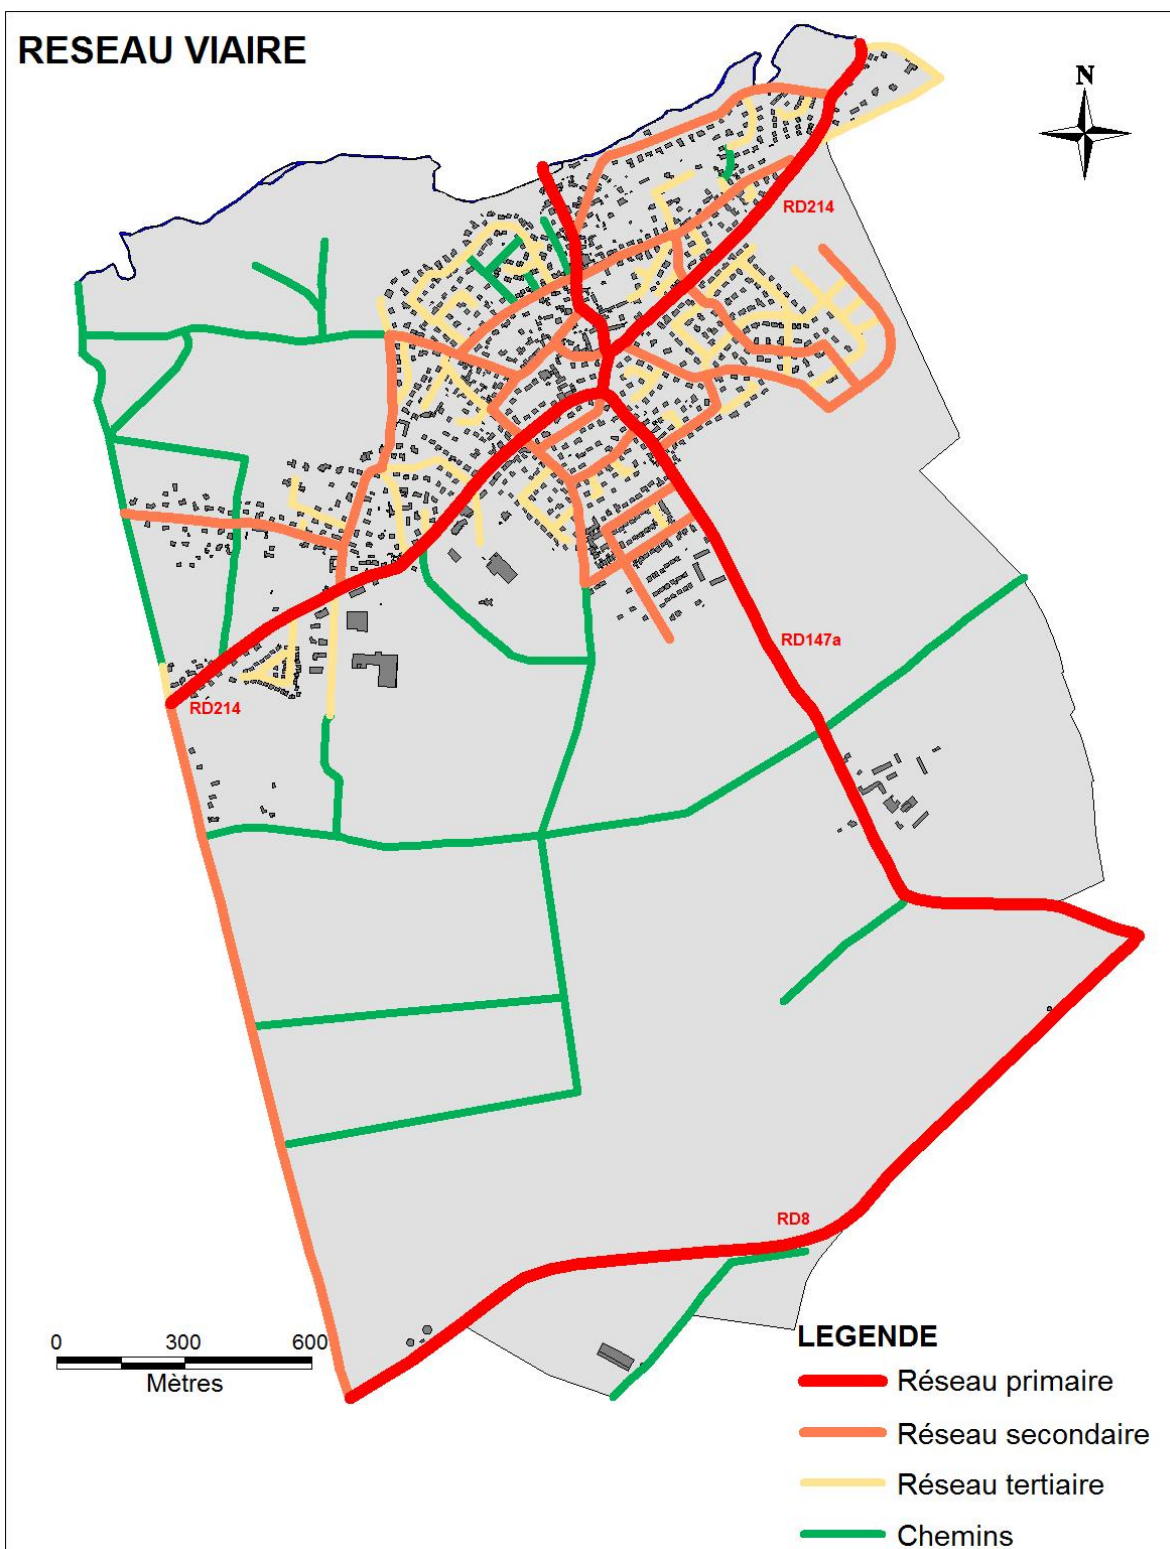 RESEAU VIAIRE
N
RD214
RD147a
RD214
RD8
0 300 600
Mètres
LEGENDE
Réseau primaire
Réseau secondaire
Réseau tertiaire
Chemins